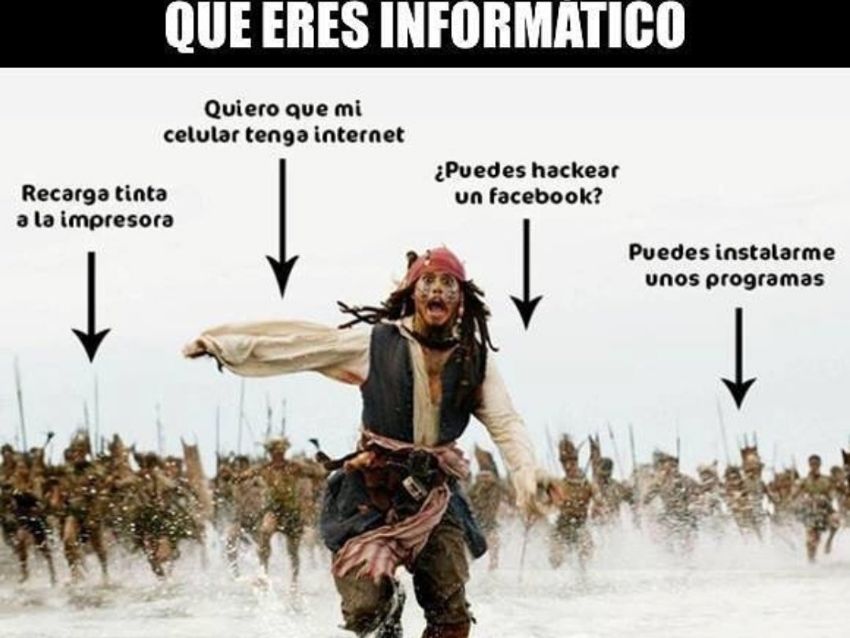 QUE ERES INFORMÁTICO
Quiero que mi
celular tenga internet
¿Puedes hackear
un facebook?
Recarga tinta
a la impresora
Puedes instalarme
unos programas